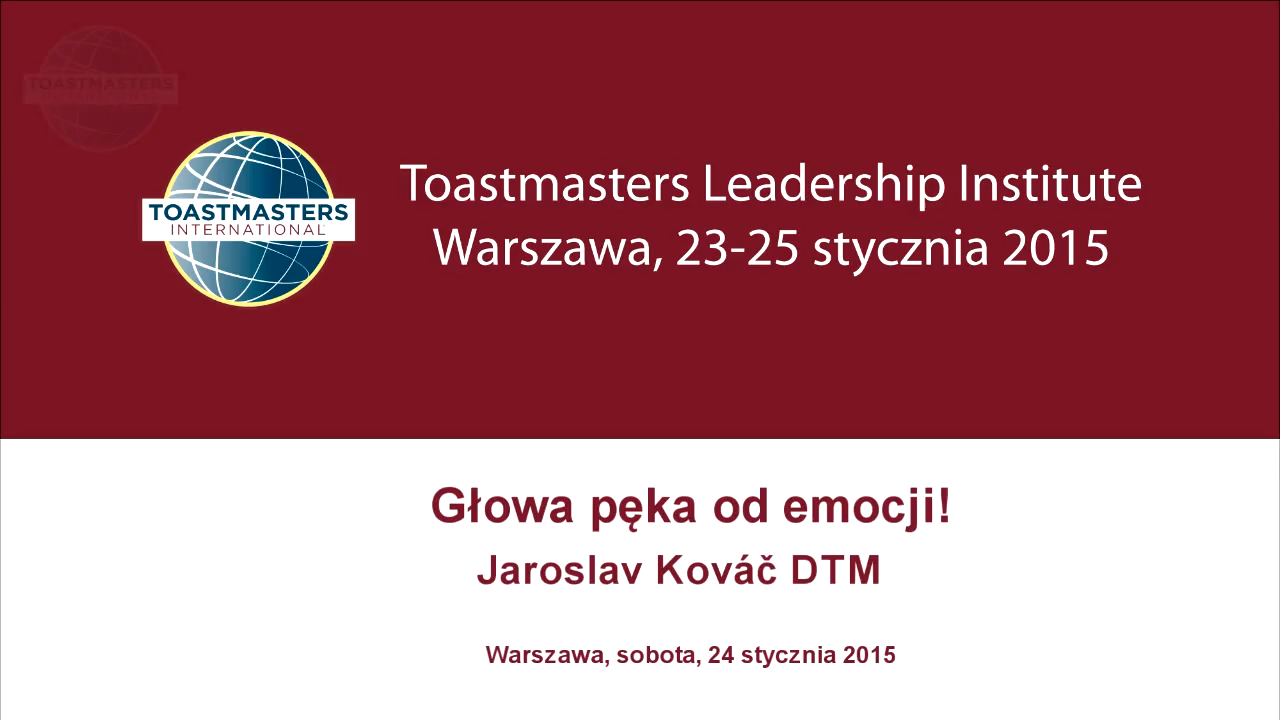 TOASTMASTERS
TOASTMASTERS
INTERNATIONAL
Toastmasters Leadership Institute
Warszawa, 23-25 stycznia 2015
Głowa pęka od emocji!
Jaroslav Kováč DTM
Warszawa, sobota, 24 stycznia 2015